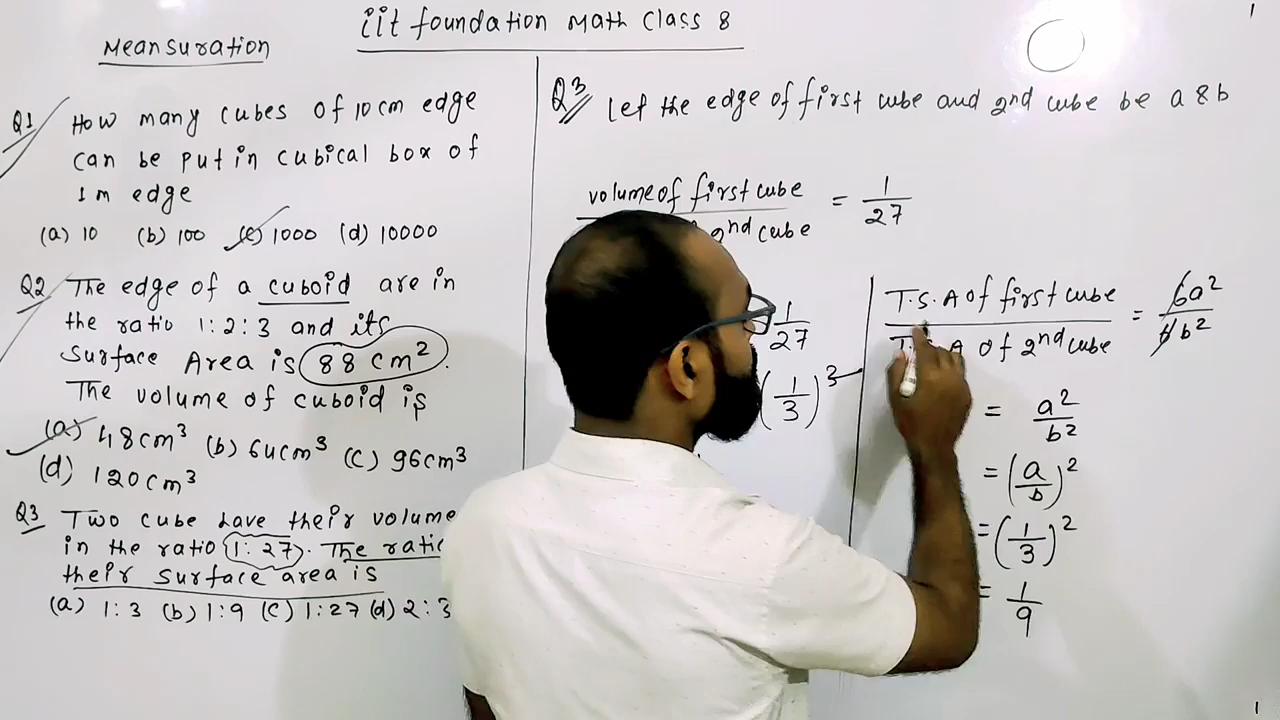 iit foundation Math Class 8
Meansuration
Q1 How many cubes of 10cm edge
can be put in cubical box of
1m edge
(a) 10 (b) 100 (c) 1000 (d) 10000
Q2 The edge of a cuboid are in
the ratio 1:2:3 and its
surface Area is 88 cm².
The volume of cuboid is
(a) 48cm³ (b) 64cm³ (c) 96cm³
(d) 120cm³
Q3 Two cube have their volume
in the ratio 1:27. The ratio
their surface area is
(a) 1:3 (b) 1:9 (c) 1:27 (d) 2:3
Q3 Let the edge of first cube and 2nd cube be a & b
volume of first cube / 2nd cube = 1/27
1/27
(1/3)³
T.S.A of first cube / T.S.A of 2nd cube = 6a²/6b²
= a²/b²
= (a/b)²
= (1/3)²
= 1/9